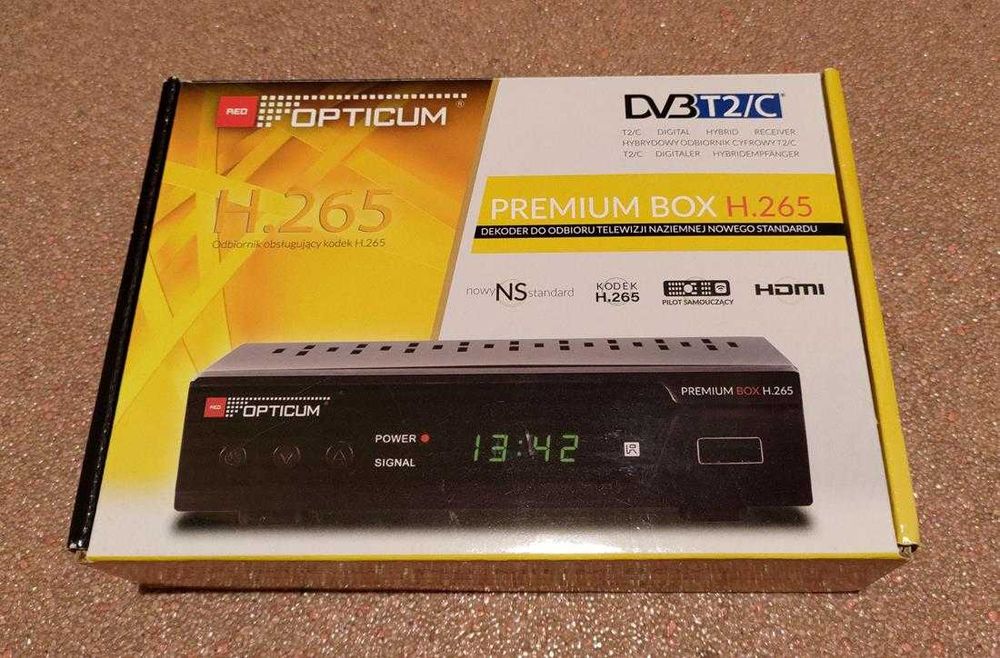 RED OPTICUM ®
H.265
Odbiornik obsługujący kodek H.265
DVB T2/C
T2/C DIGITAL HYBRID RECEIVER
HYBRYDOWY ODBIORNIK CYFROWY T2/C
T2/C DIGITALER HYBRIDEMPFÄNGER
PREMIUM BOX H.265
DEKODER DO ODBIORU TELEWIZJI NAZIEMNEJ NOWEGO STANDARDU
nowy NS standard
KODEK
H.265
PILOT SAMOUCZĄCY
HDMI
RED OPTICUM
PREMIUM BOX H.265
POWER
SIGNAL
13:42